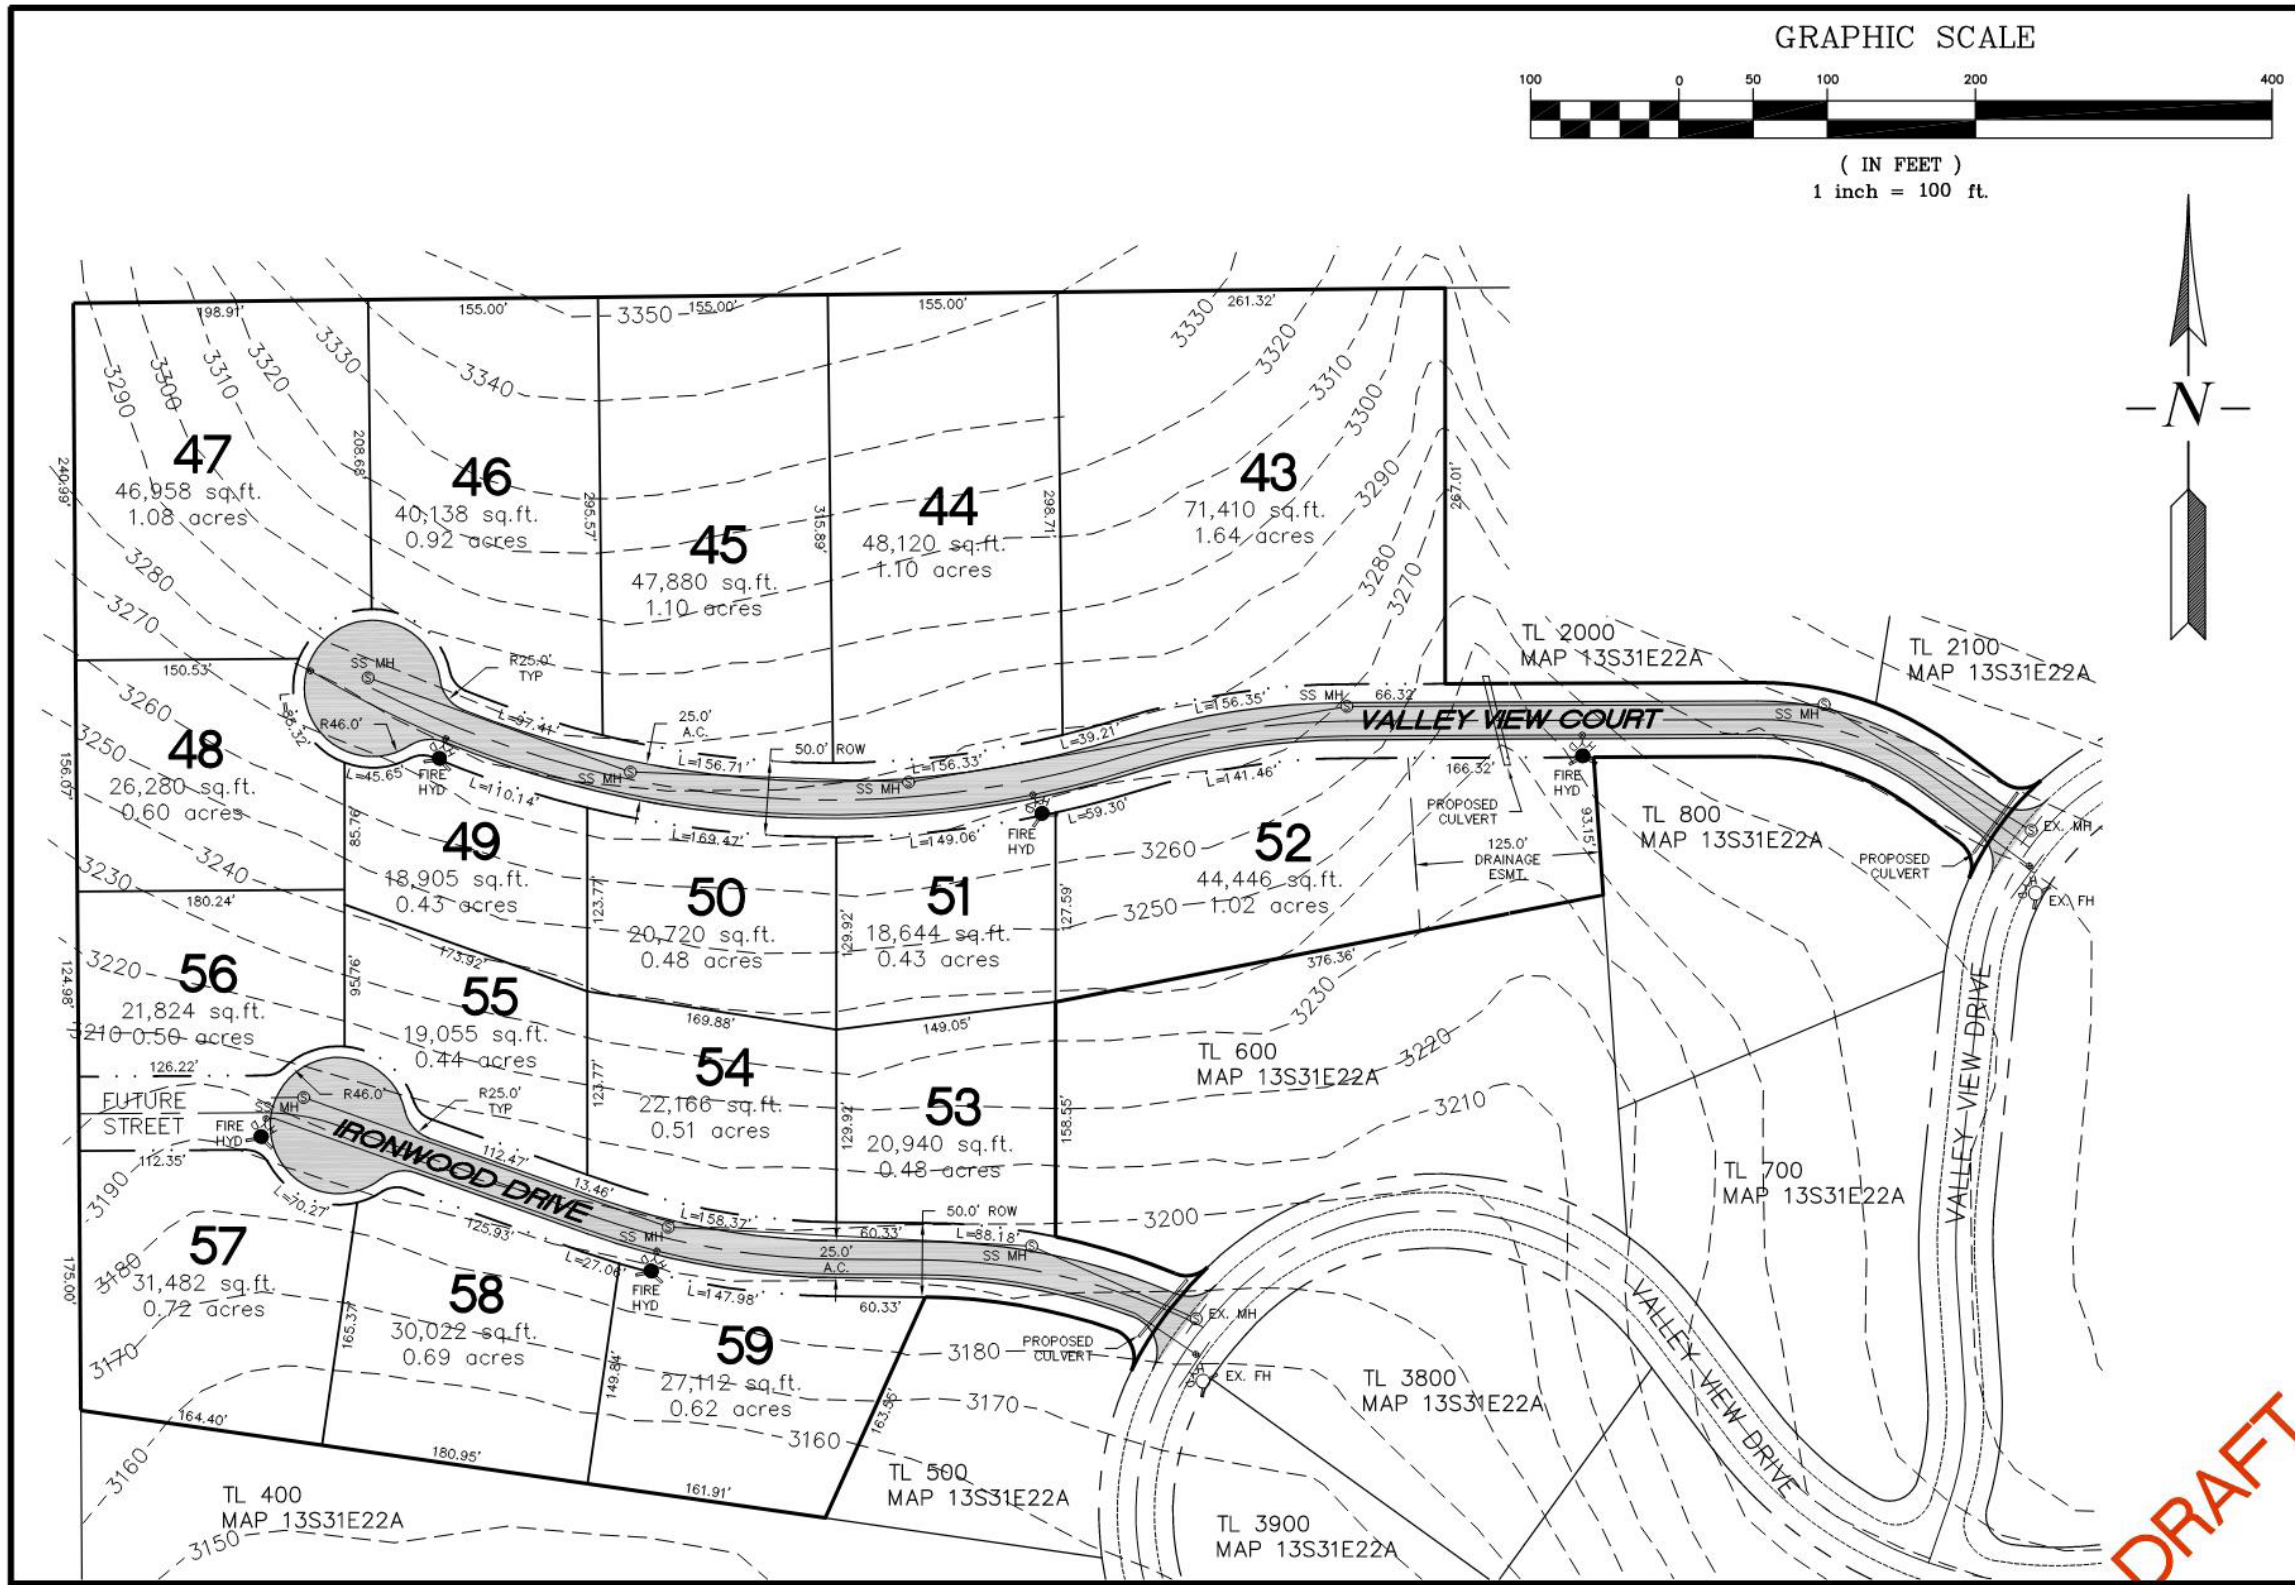 GRAPHIC SCALE
100 0 50 100 200 400
( IN FEET )
1 inch = 100 ft.
-N-
198.91'
155.00'
3350
155.00'
155.00'
261.32'
3290
3300
3310
3320
3330
3340
3330
3320
3310
3300
3290
3280
3270
47
46,958 sq.ft.
1.08 acres
46
40,138 sq.ft.
0.92 acres
45
47,880 sq.ft.
1.10 acres
44
48,120 sq.ft.
1.10 acres
43
71,410 sq.ft.
1.64 acres
240.99'
208.68'
295.57'
315.89'
298.71'
267.01'
3280
3270
3260
3250
3240
3230
150.53'
SS MH
R25.0'
TYP
R46.0'
L=85.32'
L=45.65'
FIRE
HYD
L=97.41'
L=110.14'
25.0'
A.C.
SS MH
L=156.71'
50.0' ROW
SS MH
L=156.33'
L=39.21'
L=156.35'
SS MH
66.32'
VALLEY VIEW COURT
SS MH
TL 2000
MAP 13S31E22A
TL 2100
MAP 13S31E22A
L=169.47'
L=149.06'
FIRE
HYD
L=59.30'
L=141.46'
166.32'
FIRE
HYD
PROPOSED
CULVERT
93.15'
TL 800
MAP 13S31E22A
PROPOSED
CULVERT
EX. MH
EX. FH
48
26,280 sq.ft.
0.60 acres
156.07'
85.76'
180.24'
49
18,905 sq.ft.
0.43 acres
50
20,720 sq.ft.
0.48 acres
51
18,644 sq.ft.
0.43 acres
52
44,446 sq.ft.
1.02 acres
123.77'
129.92'
127.59'
3260
3250
125.0'
DRAINAGE
ESMT.
376.36'
3230
3220
3210
3200
173.92'
169.88'
149.05'
56
21,824 sq.ft.
0.50 acres
124.98'
95.76'
3220
3210
126.22'
55
19,055 sq.ft.
0.44 acres
54
22,166 sq.ft.
0.51 acres
53
20,940 sq.ft.
0.48 acres
123.77'
129.92'
158.55'
TL 600
MAP 13S31E22A
TL 700
MAP 13S31E22A
VALLEY VIEW DRIVE
FUTURE
STREET
SS MH
R46.0'
R25.0'
TYP
FIRE
HYD
112.35'
L=70.27'
IRONWOOD DRIVE
112.47'
13.46'
125.93'
L=27.06'
SS MH
L=158.37'
FIRE
HYD
L=147.98'
60.33'
25.0'
A.C.
60.33'
50.0' ROW
L=88.18'
SS MH
EX. MH
EX. FH
PROPOSED
CULVERT
3190
3180
3170
3160
3150
57
31,482 sq.ft.
0.72 acres
175.00'
165.37'
58
30,022 sq.ft.
0.69 acres
149.84'
59
27,112 sq.ft.
0.62 acres
163.55'
3180
3170
3160
164.40'
180.95'
161.91'
TL 400
MAP 13S31E22A
TL 500
MAP 13S31E22A
TL 3800
MAP 13S31E22A
TL 3900
MAP 13S31E22A
VALLEY VIEW DRIVE
DRAFT